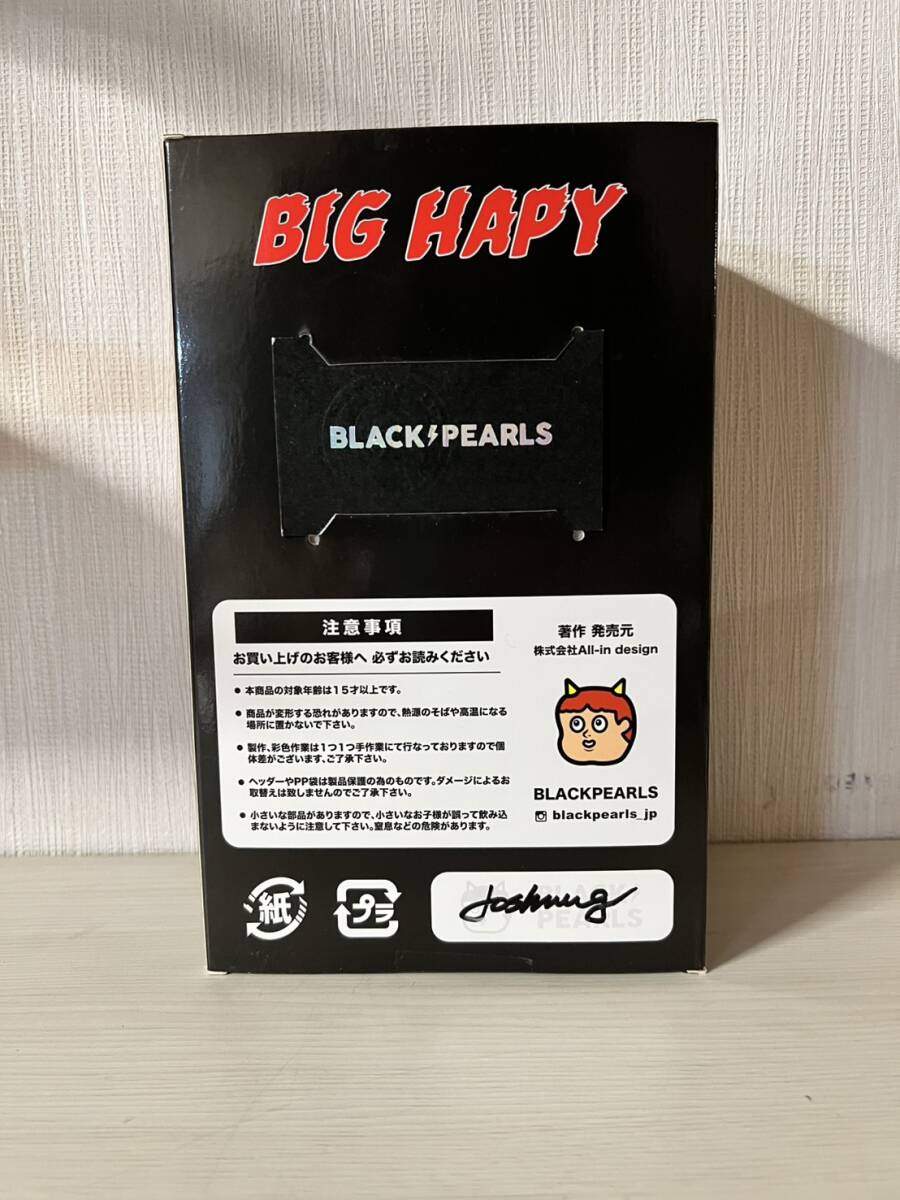 BIG HAPY
BLACK⚡PEARLS
注意事項
お買い上げのお客様へ 必ずお読みください
● 本商品の対象年齢は15才以上です。
● 商品が変形する恐れがありますので、熱源のそばや高温になる
場所に置かないで下さい。
● 製作、彩色作業は1つ1つ手作業にて行なっておりますので個
体差がございます、ご了承下さい。
● ヘッダーやPP袋は製品保護の為のものです。ダメージによるお
取替えは致しませんのでご了承下さい。
● 小さい部品がありますので、小さいなお子様が誤って飲み込
まないように注意して下さい。窒息などの危険があります。
著作 発売元
株式会社All-in design
BLACKPEARLS
blackpearls_jp
紙
プラ
BLACK
PEARLS